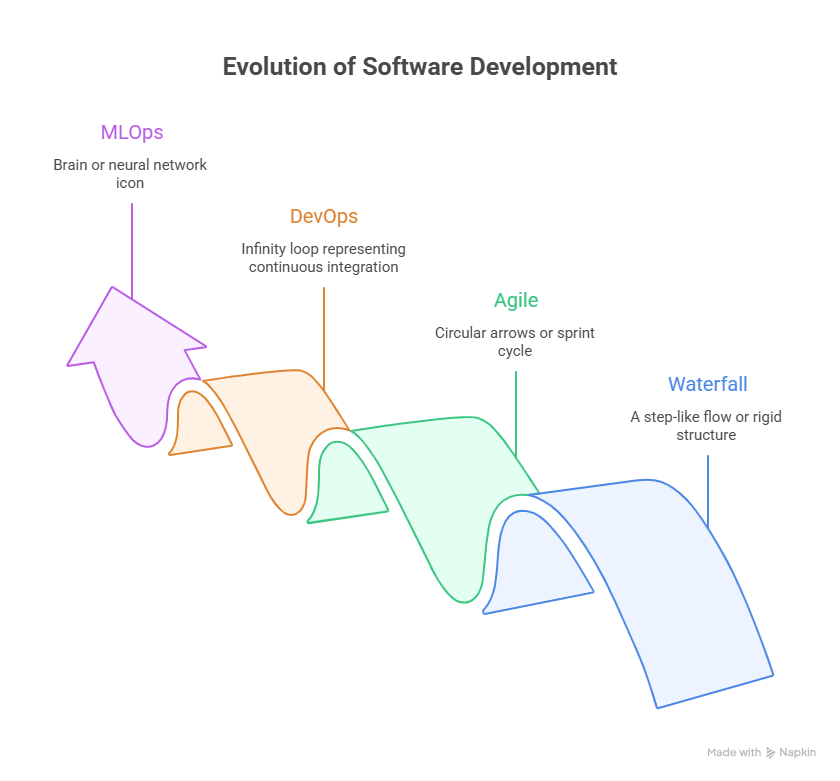 Evolution of Software Development
MLOps
Brain or neural network
icon
DevOps
Infinity loop representing
continuous integration
Agile
Circular arrows or sprint
cycle
Waterfall
A step-like flow or rigid
structure
Made with Napkin